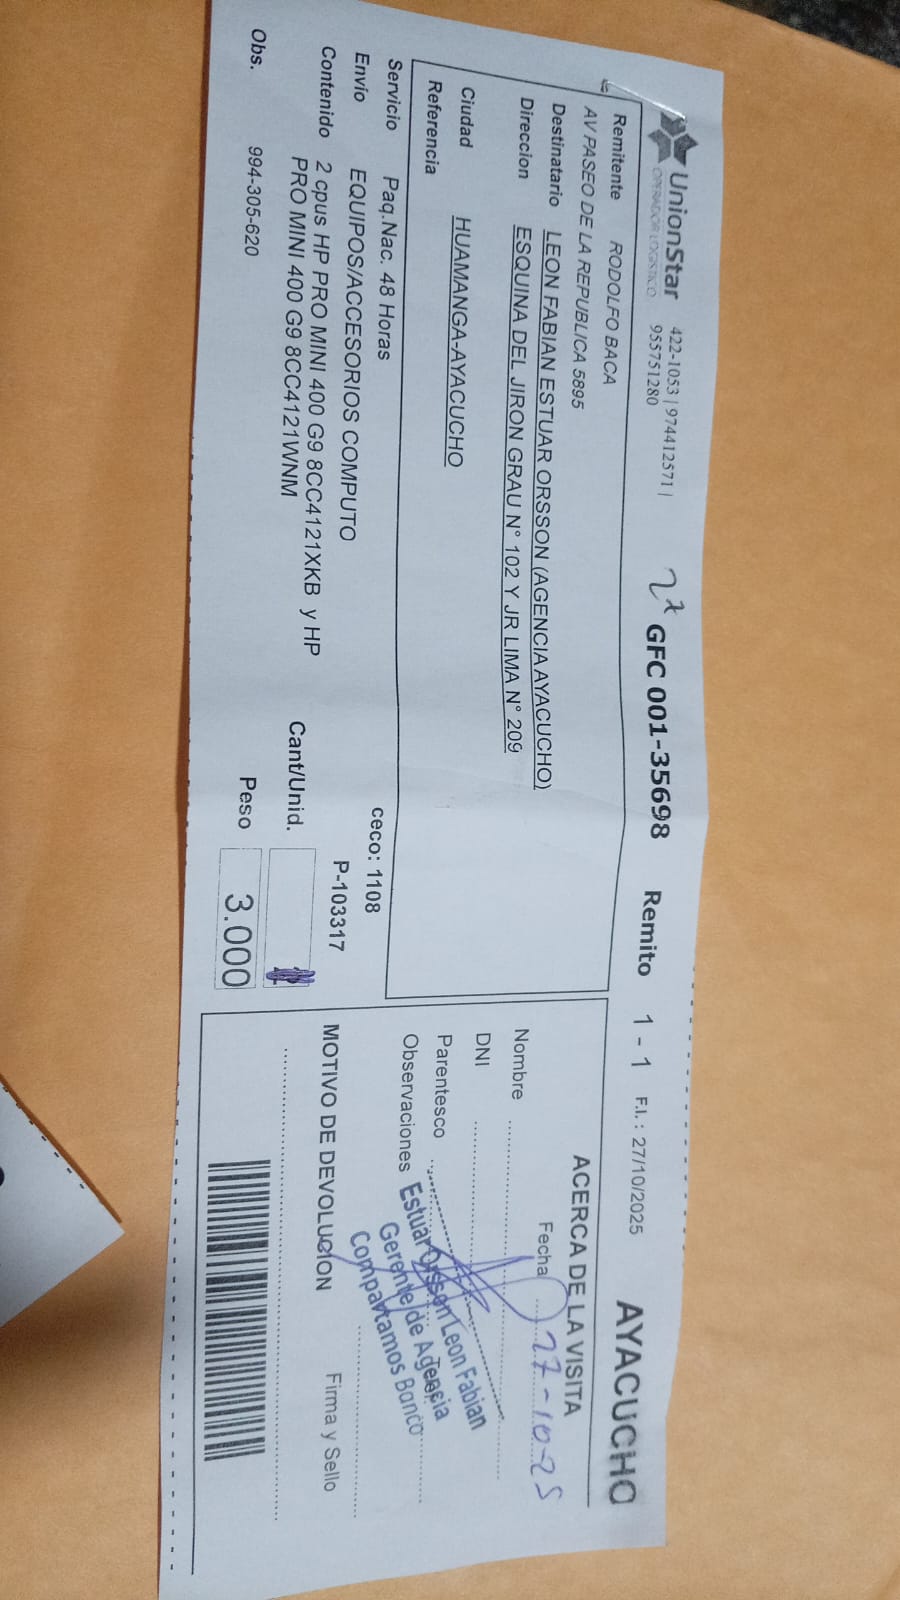 UnionStar
OPERADOR LOGISTICO
422-1053 | 974412571 |
955751280
27
GFC 001-35698
Remito 1 - 1 F.I.: 27/10/2025
AYACUCHO
Remitente RODOLFO BACA
AV PASEO DE LA REPUBLICA 5895
Destinatario LEON FABIAN ESTUAR ORSSON (AGENCIA AYACUCHO)
Direccion ESQUINA DEL JIRON GRAU N° 102 Y JR LIMA N° 209
Ciudad HUAMANGA-AYACUCHO
Referencia
Servicio Paq.Nac. 48 Horas
ceco: 1108
Envío EQUIPOS/ACCESORIOS COMPUTO
P-103317
Contenido 2 cpus HP PRO MINI 400 G9 8CC4121XKB y HP
PRO MINI 400 G9 8CC4121WNM
Cant/Unid.
Obs. 994-305-620
Peso 3.000
ACERCA DE LA VISITA
Fecha 27-10-25
Nombre
DNI
Parentesco
Observaciones
Estuar Orsson Leon Fabian
Gerente de Agencia
Compartamos Banco
MOTIVO DE DEVOLUCION
Firma y Sello